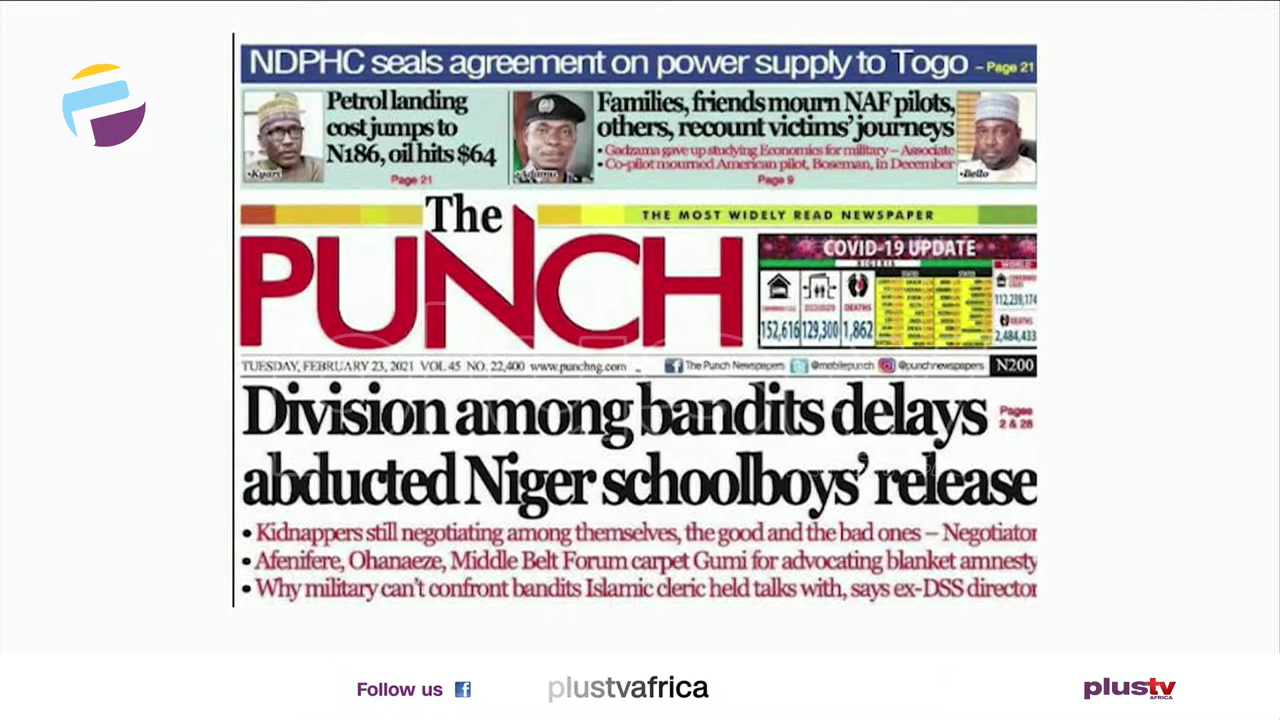 NDPHC seals agreement on power supply to Togo – Page 21
Petrol landing
cost jumps to
N186, oil hits $64
Page 21
•Kyari
•Adamu
Families, friends mourn NAF pilots,
others, recount victims' journeys
• Gadzama gave up studying Economics for military – Associate
• Co-pilot mourned American pilot, Boseman, in December
Page 9
•Bello
The
PUNCH
THE MOST WIDELY READ NEWSPAPER
COVID-19 UPDATE
NIGERIA
WORLD
DEATHS
152,616 129,300 1,862
112,239,174
DEATHS
2,484,433
TUESDAY, FEBRUARY 23, 2021 VOL 45 NO. 22,400 www.punchng.com
The Punch Newspapers @mobilepunch @punchnewspapers N200
Division among bandits delays
abducted Niger schoolboys' release
Pages
2 & 28
• Kidnappers still negotiating among themselves, the good and the bad ones – Negotiator
• Afenifere, Ohanaeze, Middle Belt Forum carpet Gumi for advocating blanket amnesty
• Why military can't confront bandits Islamic cleric held talks with, says ex-DSS director
Follow us
plustvafrica
plustv
AFRICA